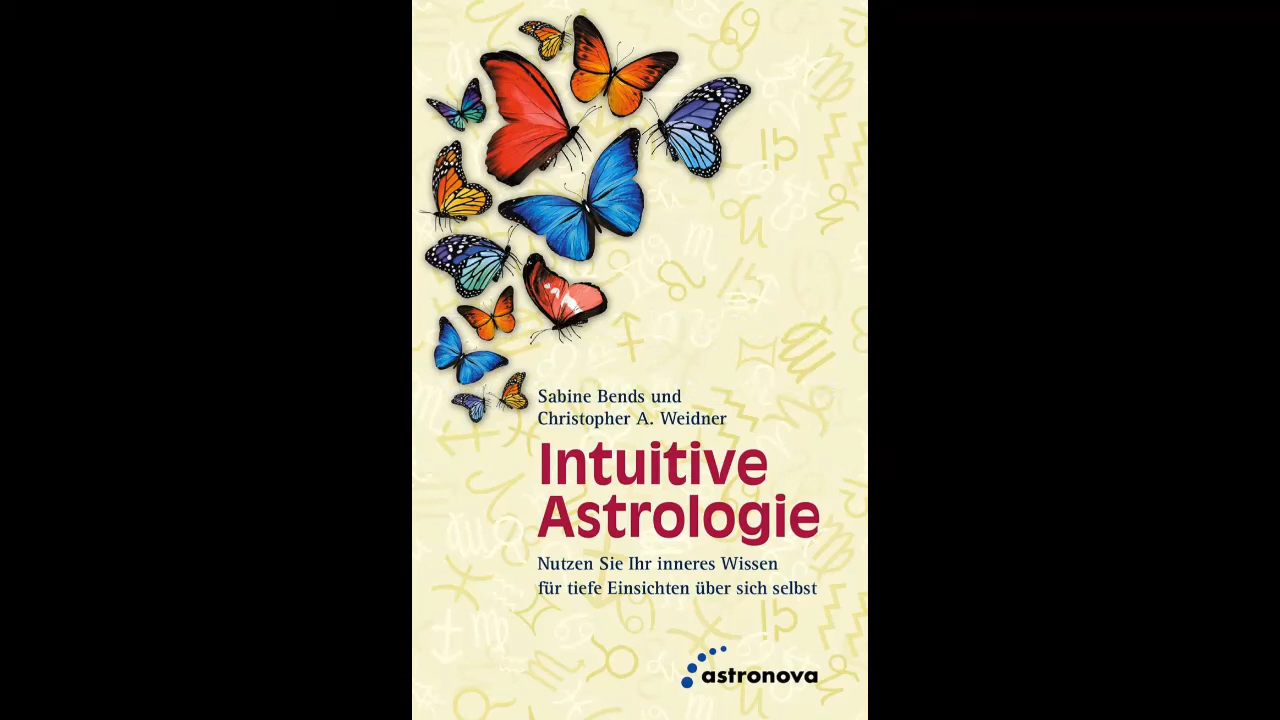 Sabine Bends und
Christopher A. Weidner
Intuitive
Astrologie
Nutzen Sie Ihr inneres Wissen
für tiefe Einsichten über sich selbst
astronova